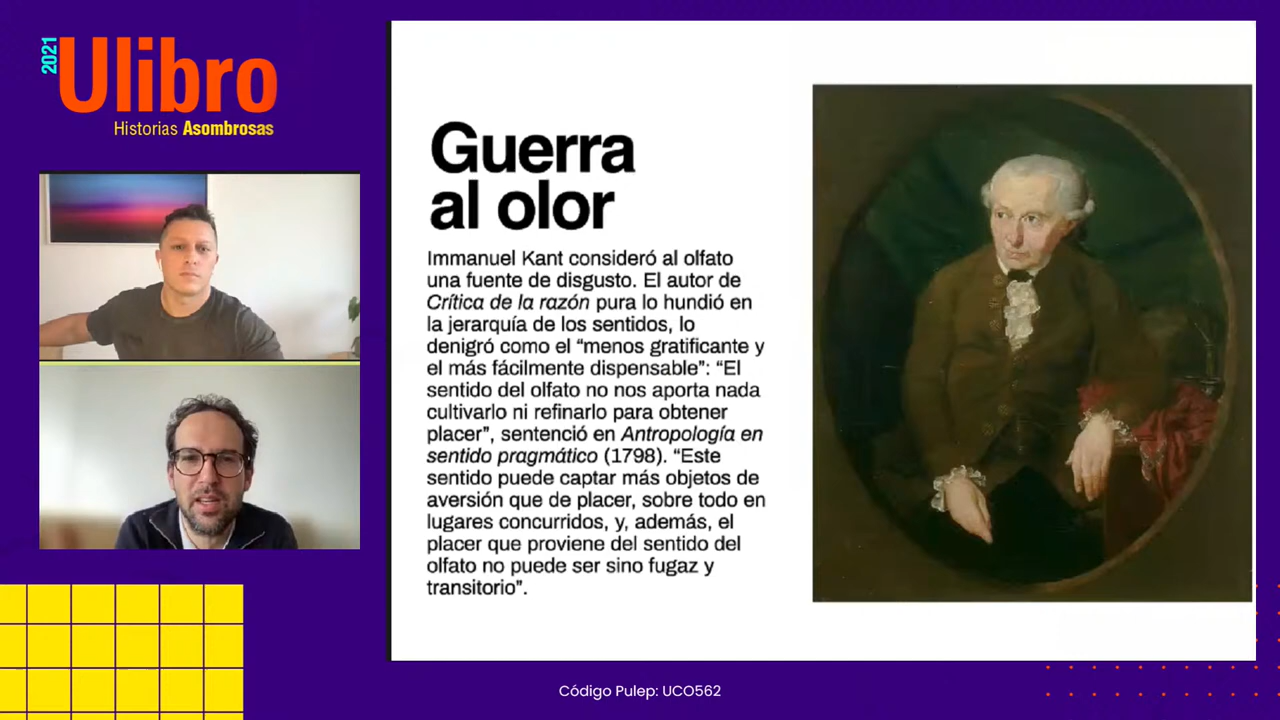 2021
Ulibro
Historias Asombrosas
Guerra
al olor
Immanuel Kant consideró al olfato
una fuente de disgusto. El autor de
Crítica de la razón pura lo hundió en
la jerarquía de los sentidos, lo
denigró como el “menos gratificante y
el más fácilmente dispensable”: “El
sentido del olfato no nos aporta nada
cultivarlo ni refinarlo para obtener
placer”, sentenció en Antropología en
sentido pragmático (1798). “Este
sentido puede captar más objetos de
aversión que de placer, sobre todo en
lugares concurridos, y, además, el
placer que proviene del sentido del
olfato no puede ser sino fugaz y
transitorio”.
Código Pulep: UCO562